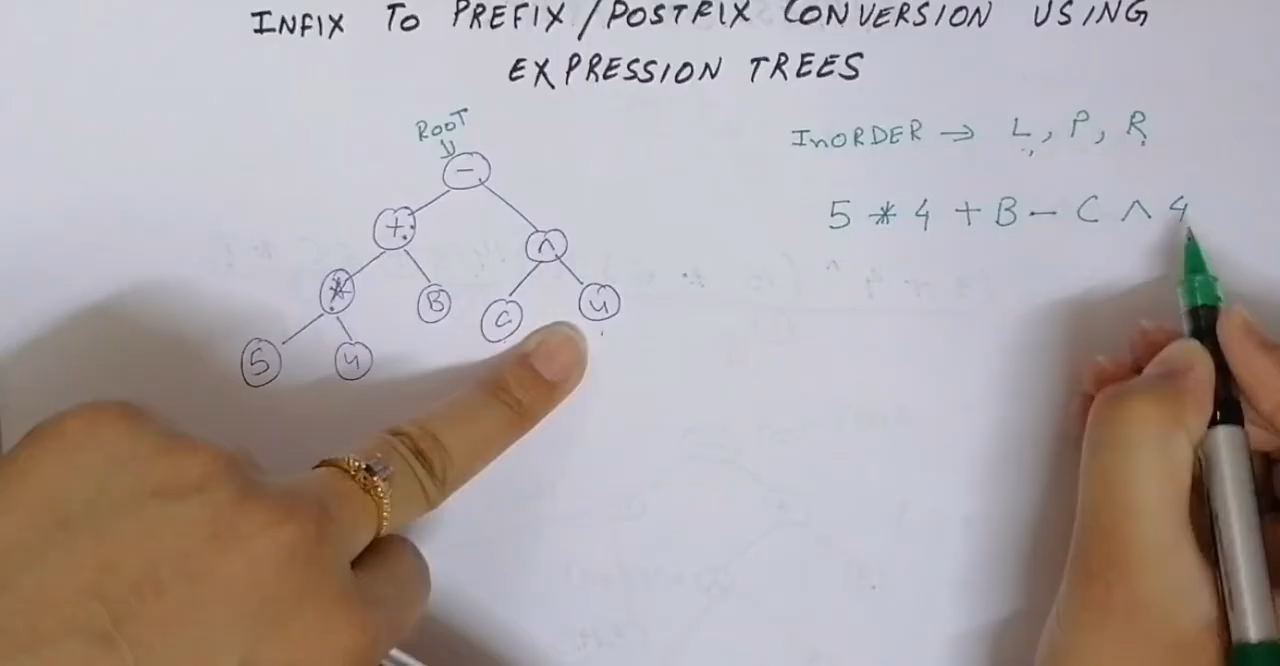 INFIX TO PREFIX/POSTFIX CONVERSION USING
EXPRESSION TREES
ROOT
InORDER → L, P, R
-
5 * 4 + B - C ^ 4
+
^
*
B
C
4
5
4